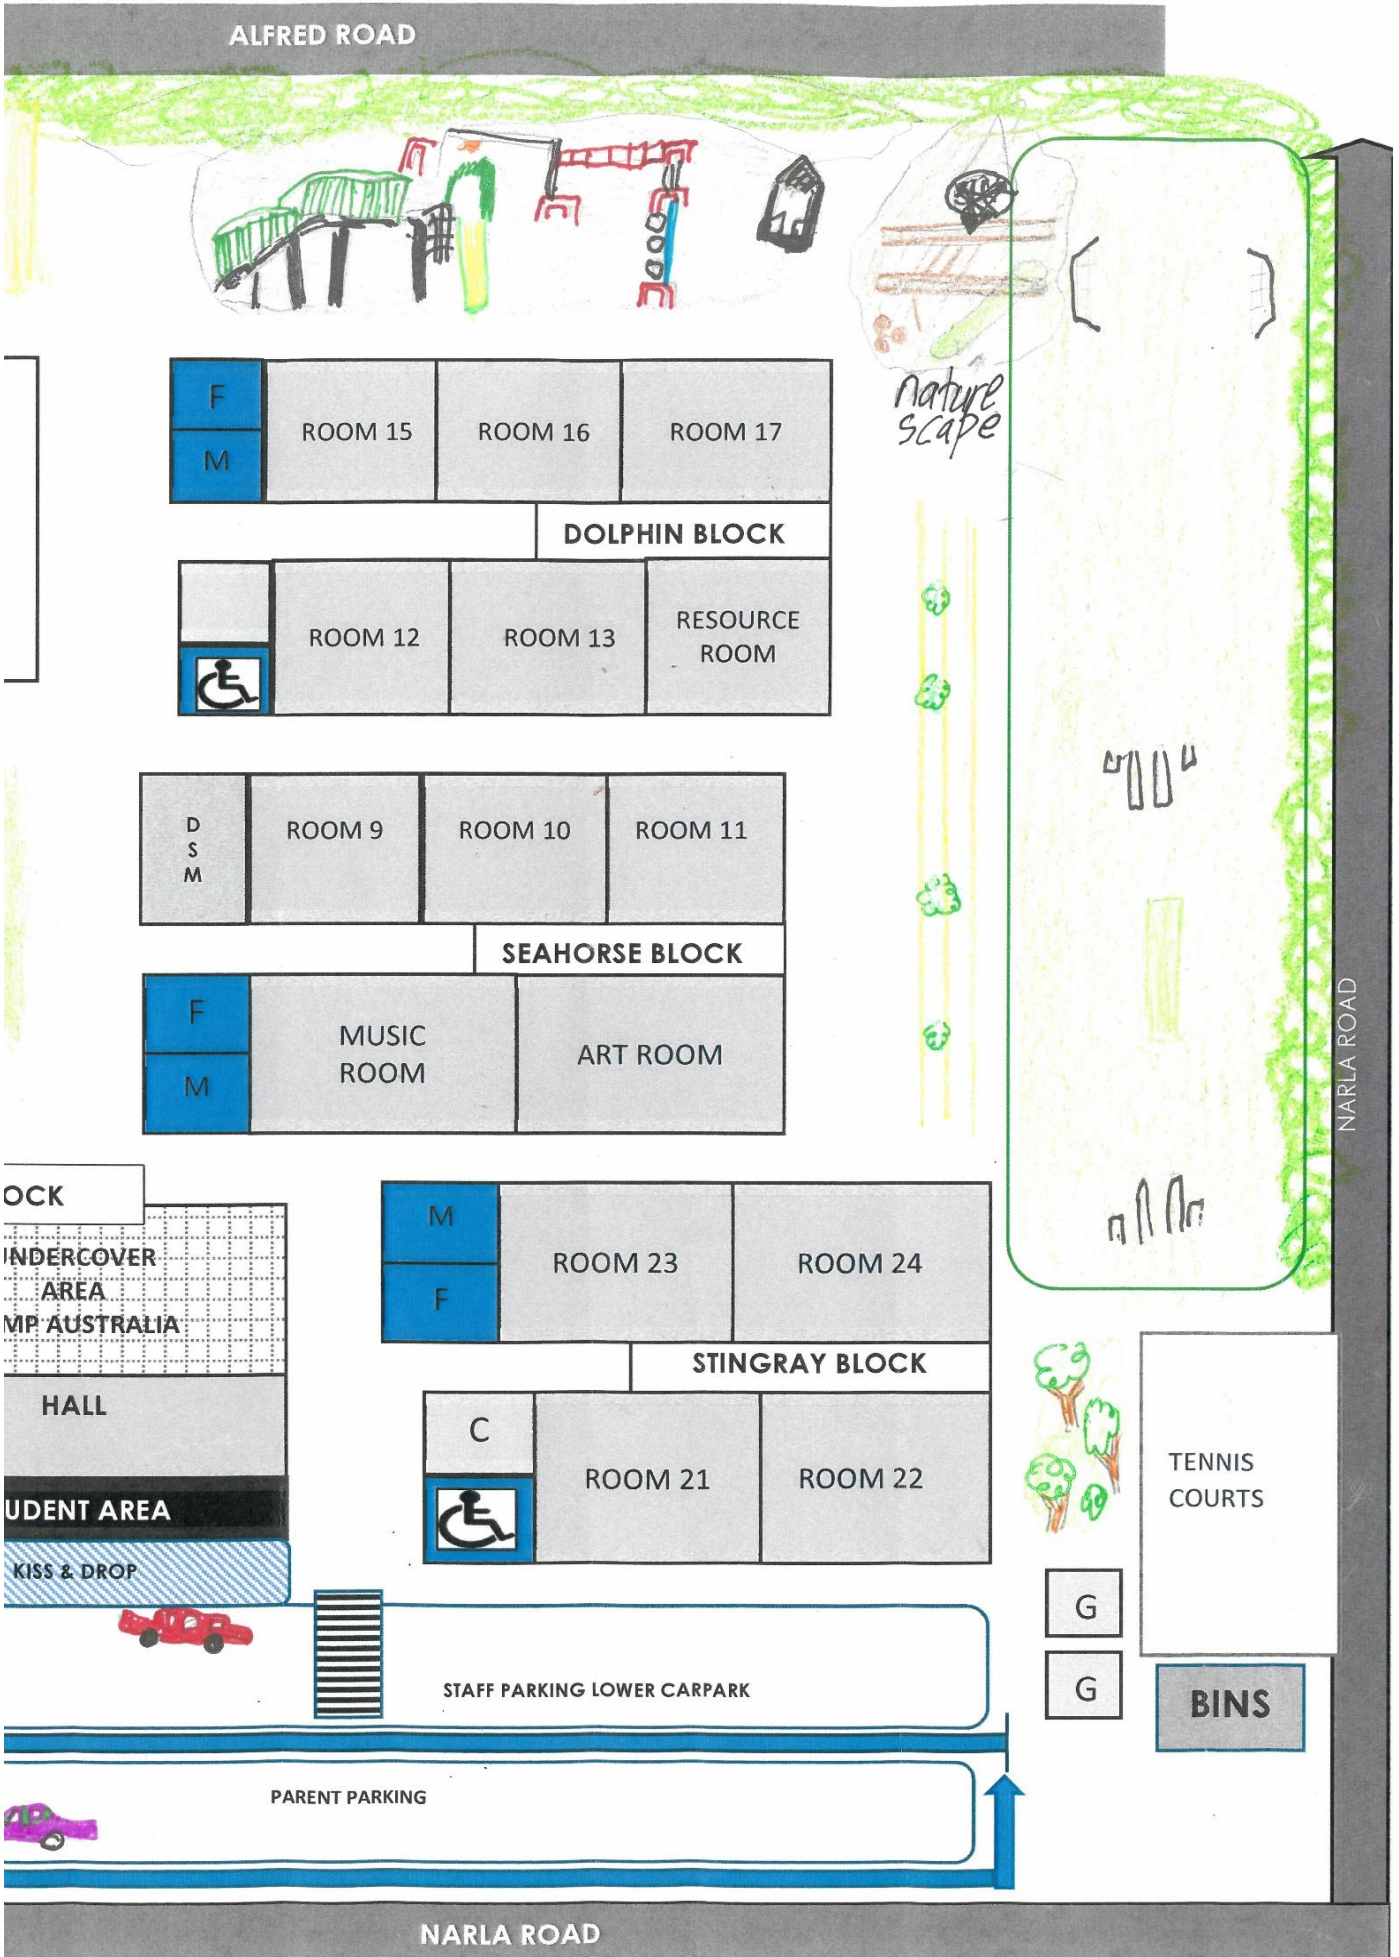 ALFRED ROAD
nature
scape
F
M
ROOM 15
ROOM 16
ROOM 17
DOLPHIN BLOCK
ROOM 12
ROOM 13
RESOURCE
ROOM
D
S
M
ROOM 9
ROOM 10
ROOM 11
SEAHORSE BLOCK
F
M
MUSIC
ROOM
ART ROOM
NARLA ROAD
OCK
NDERCOVER
AREA
MP AUSTRALIA
HALL
UDENT AREA
KISS & DROP
M
F
ROOM 23
ROOM 24
STINGRAY BLOCK
C
ROOM 21
ROOM 22
TENNIS
COURTS
G
G
BINS
STAFF PARKING LOWER CARPARK
PARENT PARKING
NARLA ROAD